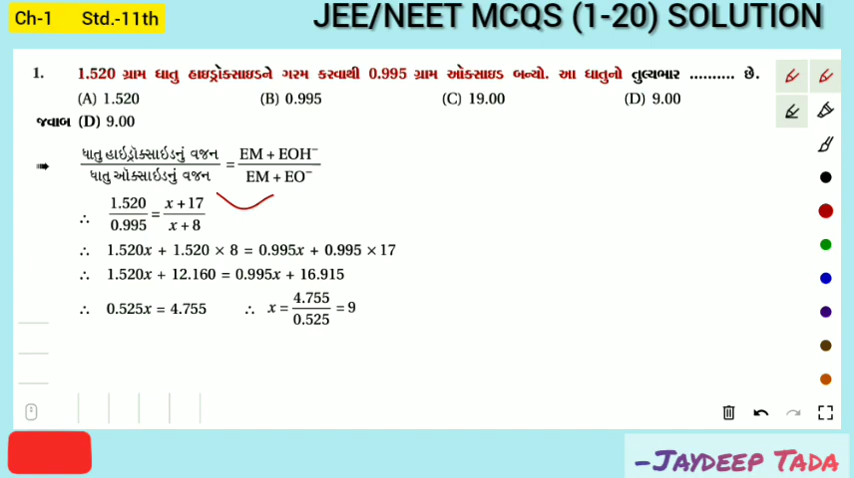 Ch-1 Std.-11th
JEE/NEET MCQS (1-20) SOLUTION
1. 1.520 ગ્રામ ધાતુ હાઇડ્રોક્સાઇડને ગરમ કરવાથી 0.995 ગ્રામ ઓક્સાઇડ બન્યો. આ ધાતુનો તુલ્યભાર .......... છે.
(A) 1.520 (B) 0.995 (C) 19.00 (D) 9.00
જવાબ (D) 9.00
➠ ધાતુ હાઇડ્રોક્સાઇડનું વજન / ધાતુ ઓક્સાઇડનું વજન = EM + EOH⁻ / EM + EO⁻
∴ 1.520 / 0.995 = x + 17 / x + 8
∴ 1.520x + 1.520 × 8 = 0.995x + 0.995 × 17
∴ 1.520x + 12.160 = 0.995x + 16.915
∴ 0.525x = 4.755 ∴ x = 4.755 / 0.525 = 9
-JAYDEEP TADA